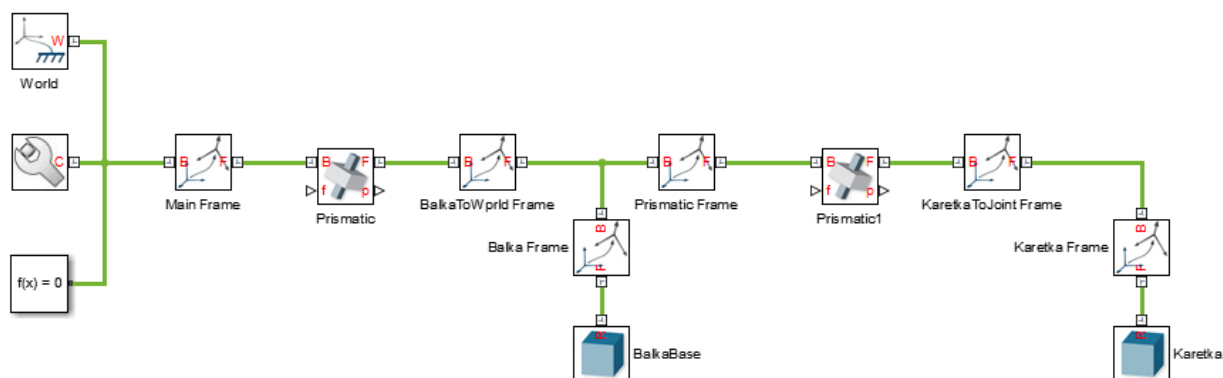 W
World
C
B F
Main Frame
B F
f p
Prismatic
B F
BalkaToWprld Frame
B F
Prismatic Frame
B F
f p
Prismatic1
B F
KaretkaToJoint Frame
B
F
Balka Frame
B
F
Karetka Frame
f(x) = 0
R
BalkaBase
R
Karetka